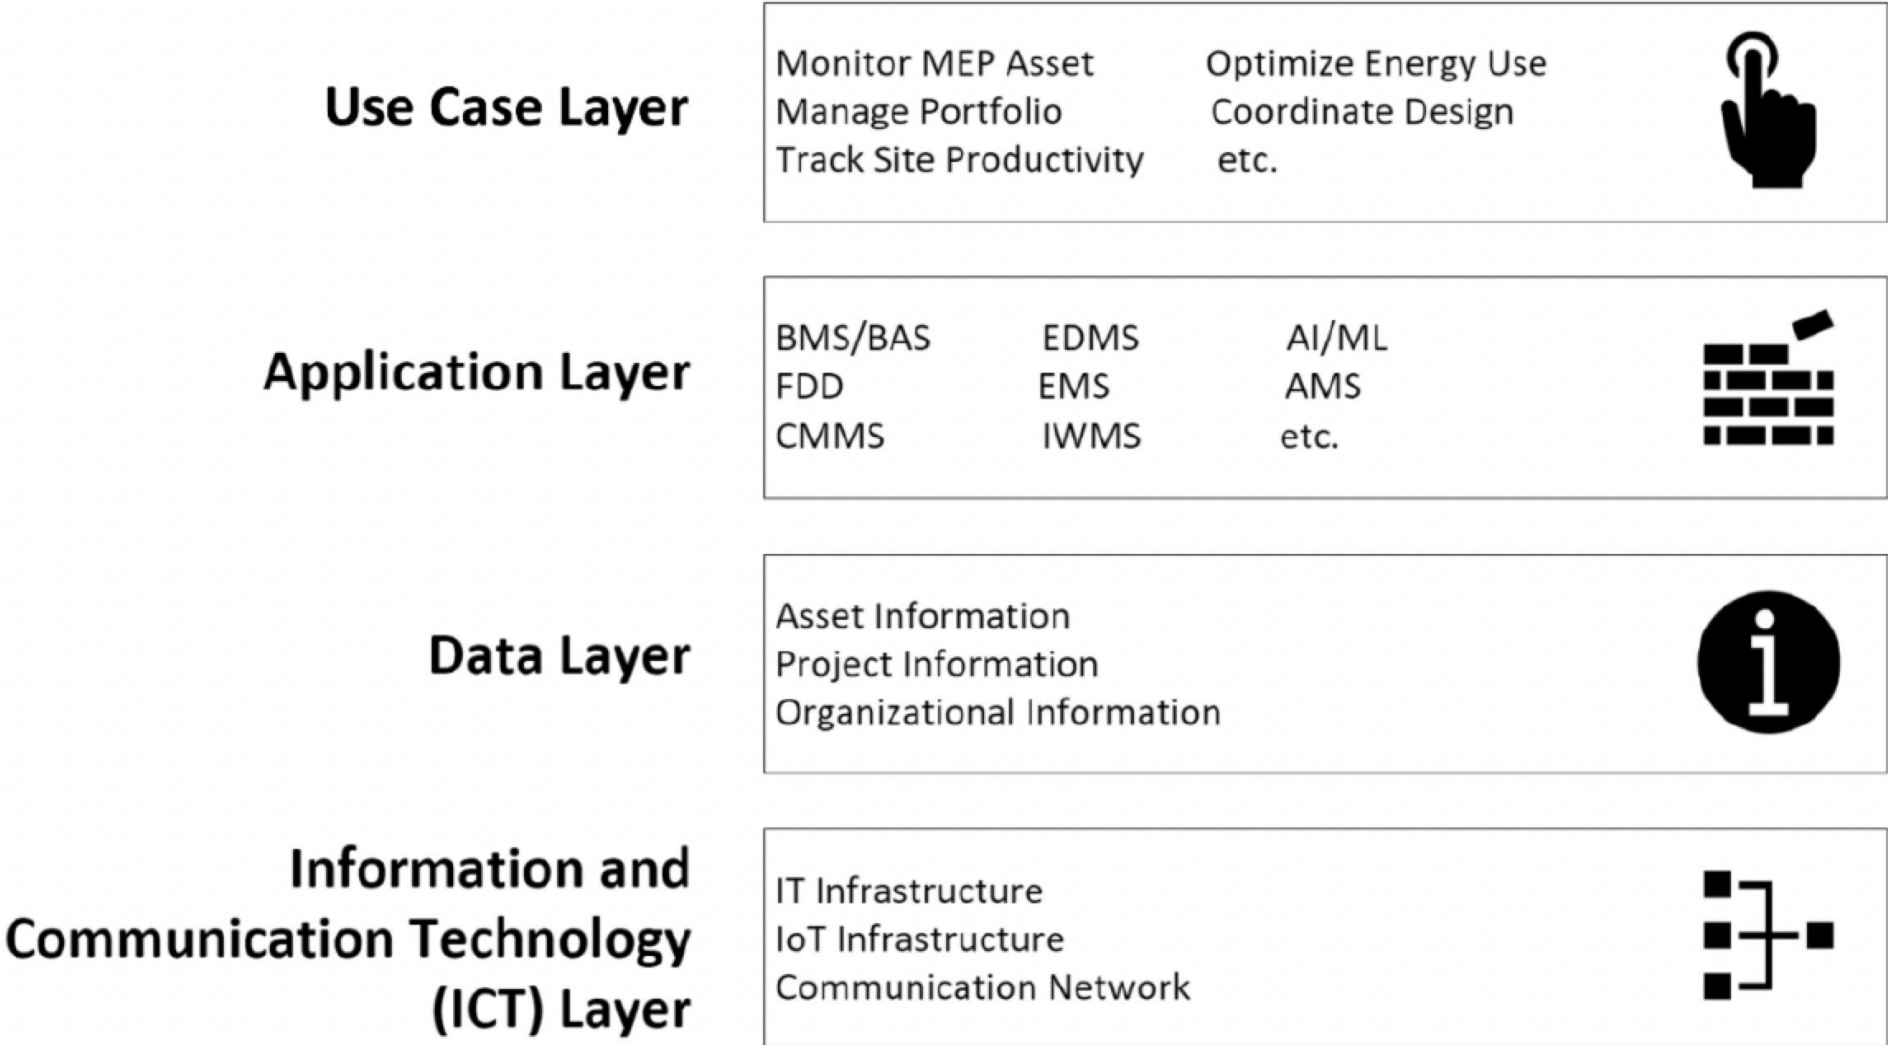 Use Case Layer
Monitor MEP Asset Optimize Energy Use
Manage Portfolio Coordinate Design
Track Site Productivity etc.
Application Layer
BMS/BAS EDMS AI/ML
FDD EMS AMS
CMMS IWMS etc.
Data Layer
Asset Information
Project Information
Organizational Information
Information and
Communication Technology
(ICT) Layer
IT Infrastructure
IoT Infrastructure
Communication Network